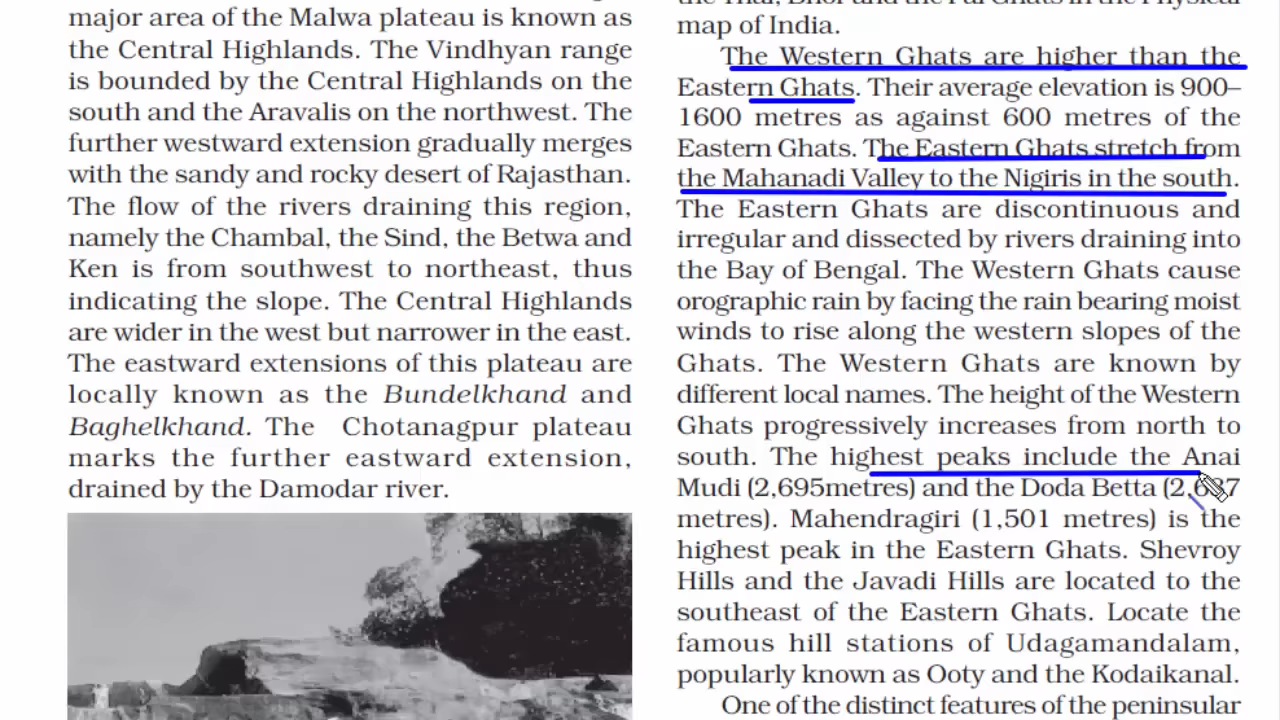 major area of the Malwa plateau is known as
the Central Highlands. The Vindhyan range
is bounded by the Central Highlands on the
south and the Aravalis on the northwest. The
further westward extension gradually merges
with the sandy and rocky desert of Rajasthan.
The flow of the rivers draining this region,
namely the Chambal, the Sind, the Betwa and
Ken is from southwest to northeast, thus
indicating the slope. The Central Highlands
are wider in the west but narrower in the east.
The eastward extensions of this plateau are
locally known as the Bundelkhand and
Baghelkhand. The Chotanagpur plateau
marks the further eastward extension,
drained by the Damodar river.
the Thal, Bhor and the Pal Ghats in the Physical
map of India.
The Western Ghats are higher than the
Eastern Ghats. Their average elevation is 900–
1600 metres as against 600 metres of the
Eastern Ghats. The Eastern Ghats stretch from
the Mahanadi Valley to the Nigiris in the south.
The Eastern Ghats are discontinuous and
irregular and dissected by rivers draining into
the Bay of Bengal. The Western Ghats cause
orographic rain by facing the rain bearing moist
winds to rise along the western slopes of the
Ghats. The Western Ghats are known by
different local names. The height of the Western
Ghats progressively increases from north to
south. The highest peaks include the Anai
Mudi (2,695metres) and the Doda Betta (2,637
metres). Mahendragiri (1,501 metres) is the
highest peak in the Eastern Ghats. Shevroy
Hills and the Javadi Hills are located to the
southeast of the Eastern Ghats. Locate the
famous hill stations of Udagamandalam,
popularly known as Ooty and the Kodaikanal.
One of the distinct features of the peninsular